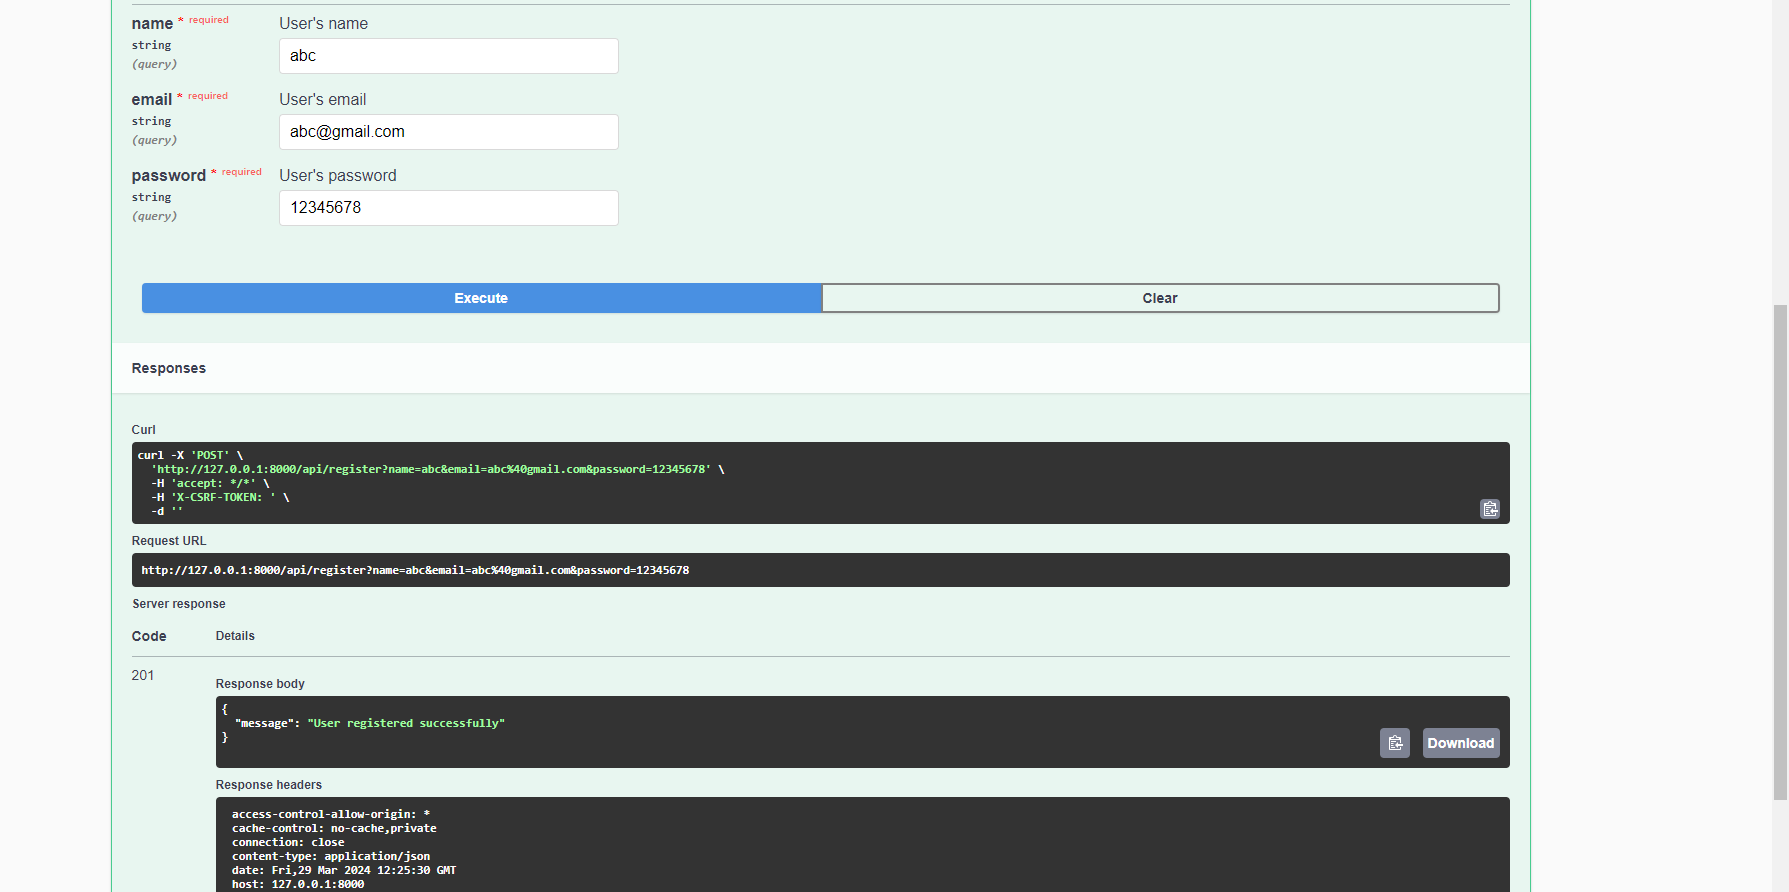 name * required
User's name
string
(query)
abc
email * required
User's email
string
(query)
abc@gmail.com
password * required
User's password
string
(query)
12345678
Execute
Clear
Responses
Curl
curl -X 'POST' \
  'http://127.0.0.1:8000/api/register?name=abc&email=abc%40gmail.com&password=12345678' \
  -H 'accept: */*' \
  -H 'X-CSRF-TOKEN: ' \
  -d ''
Request URL
http://127.0.0.1:8000/api/register?name=abc&email=abc%40gmail.com&password=12345678
Server response
Code Details
201
Response body
{
  "message": "User registered successfully"
}
Download
Response headers
access-control-allow-origin: *
cache-control: no-cache,private
connection: close
content-type: application/json
date: Fri,29 Mar 2024 12:25:30 GMT
host: 127.0.0.1:8000